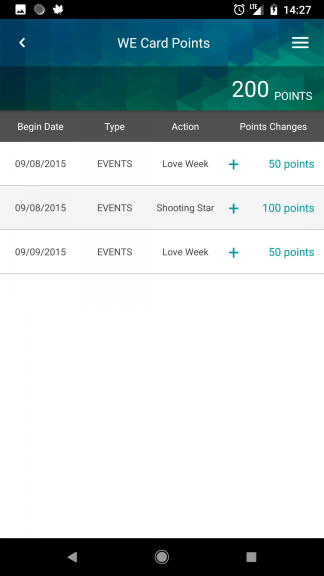 LTE 14:27
WE Card Points
200 POINTS
Begin Date Type Action Points Changes
09/08/2015 EVENTS Love Week + 50 points
09/08/2015 EVENTS Shooting Star + 100 points
09/09/2015 EVENTS Love Week + 50 points